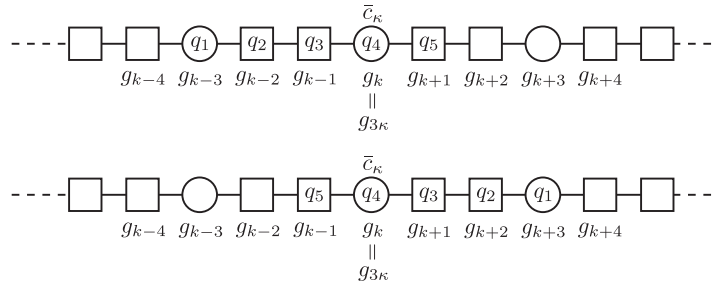 c̄_κ
q_1 q_2 q_3 q_4 q_5
g_{k−4} g_{k−3} g_{k−2} g_{k−1} g_k g_{k+1} g_{k+2} g_{k+3} g_{k+4}
=
g_{3κ}
c̄_κ
q_5 q_4 q_3 q_2 q_1
g_{k−4} g_{k−3} g_{k−2} g_{k−1} g_k g_{k+1} g_{k+2} g_{k+3} g_{k+4}
=
g_{3κ}